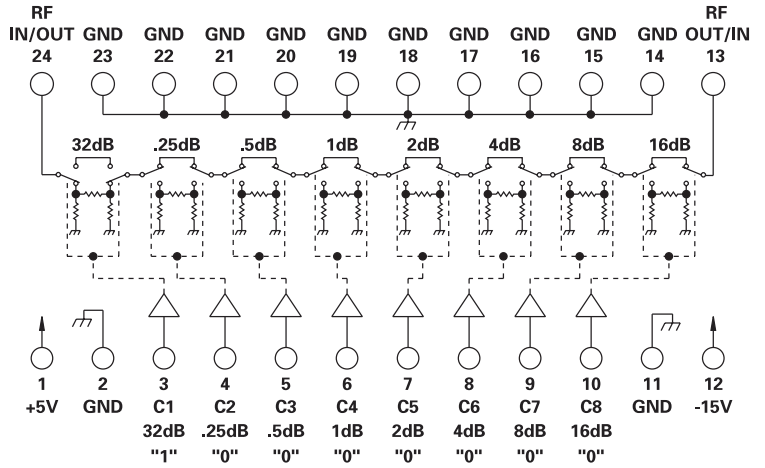 RF RF
IN/OUT GND GND GND GND GND GND GND GND GND GND OUT/IN
24 23 22 21 20 19 18 17 16 15 14 13
32dB .25dB .5dB 1dB 2dB 4dB 8dB 16dB
1 2 3 4 5 6 7 8 9 10 11 12
+5V GND C1 C2 C3 C4 C5 C6 C7 C8 GND -15V
32dB .25dB .5dB 1dB 2dB 4dB 8dB 16dB
"1" "0" "0" "0" "0" "0" "0" "0"